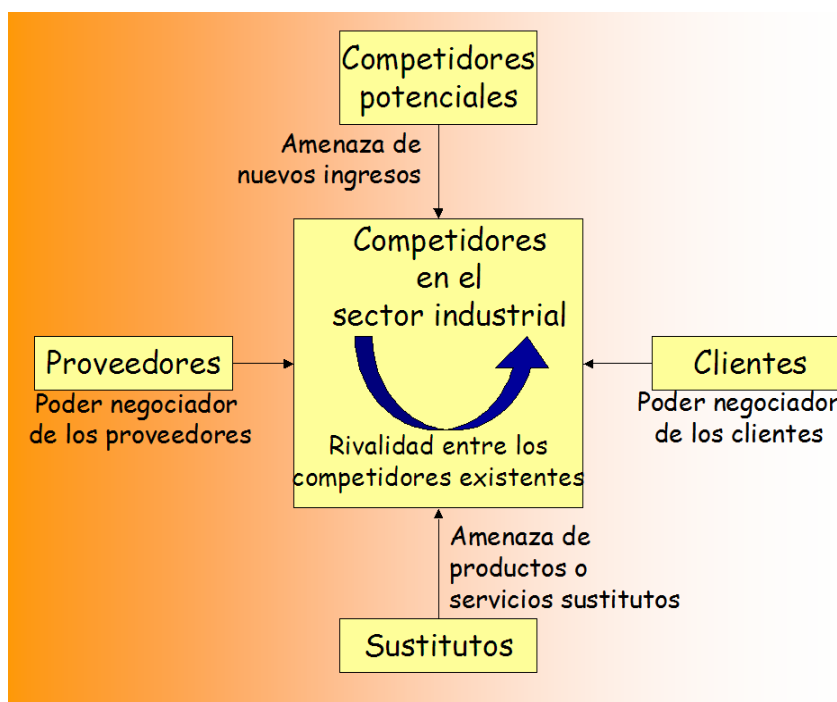 Competidores
potenciales
Amenaza de
nuevos ingresos
Competidores
en el
sector industrial
Proveedores
Poder negociador
de los proveedores
Clientes
Poder negociador
de los clientes
Rivalidad entre los
competidores existentes
Amenaza de
productos o
servicios sustitutos
Sustitutos